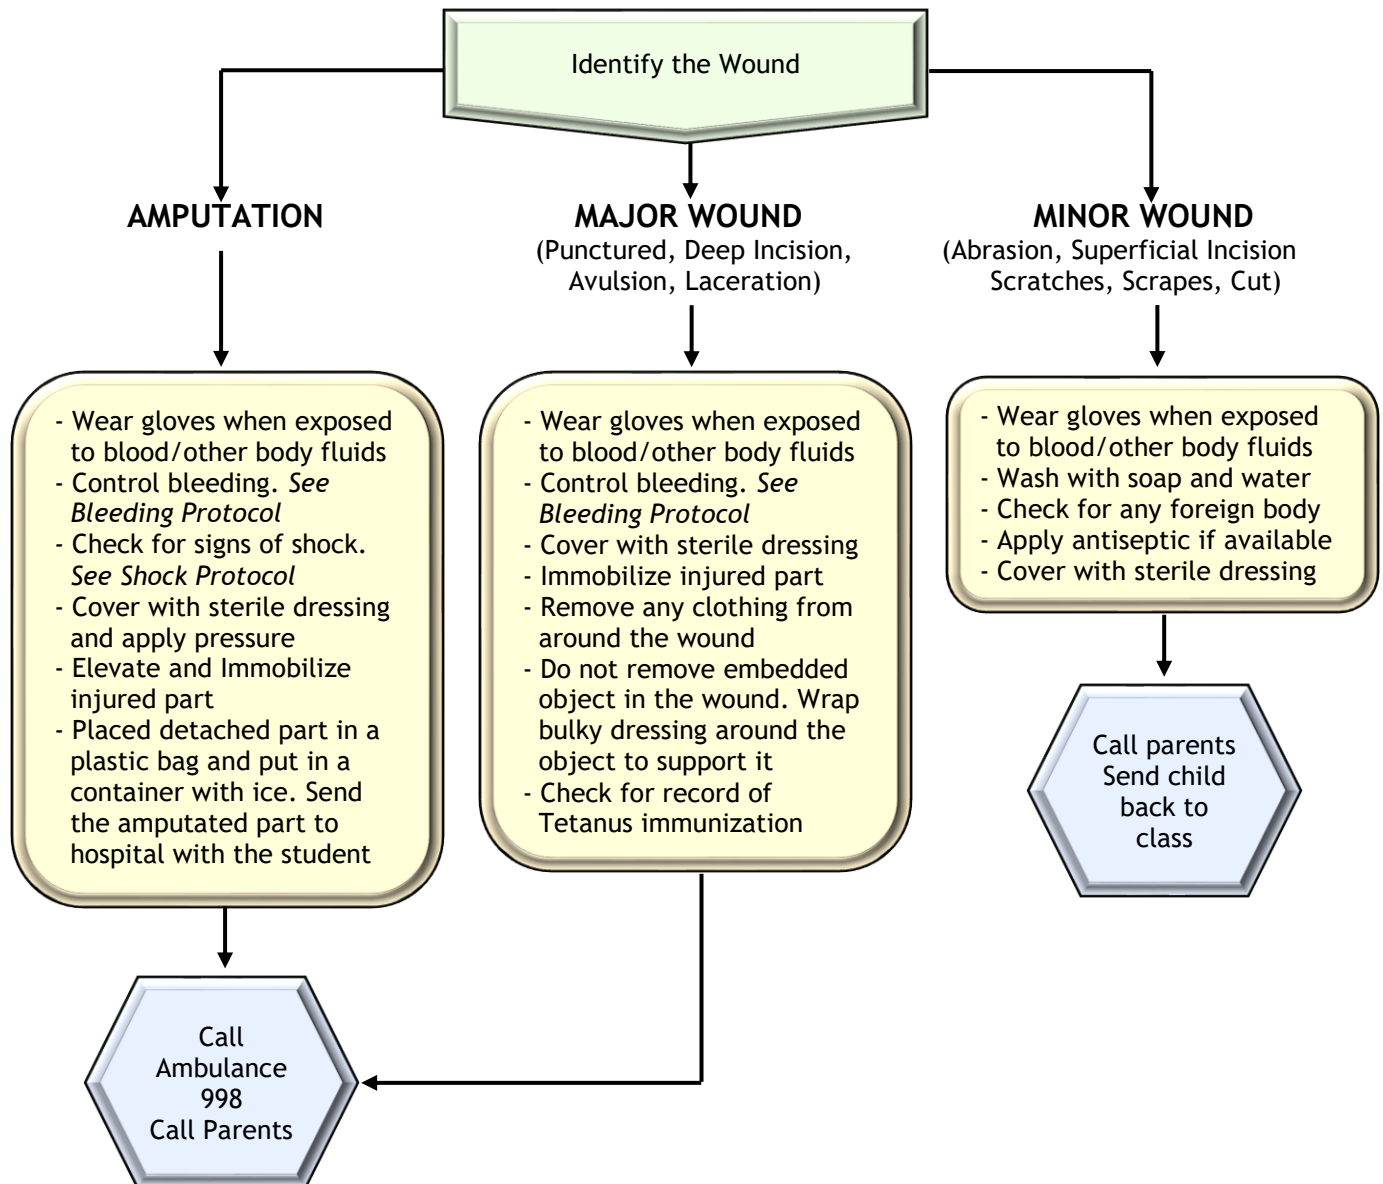 Identify the Wound
AMPUTATION
- Wear gloves when exposed
to blood/other body fluids
- Control bleeding. See
Bleeding Protocol
- Check for signs of shock.
See Shock Protocol
- Cover with sterile dressing
and apply pressure
- Elevate and Immobilize
injured part
- Placed detached part in a
plastic bag and put in a
container with ice. Send
the amputated part to
hospital with the student
MAJOR WOUND
(Punctured, Deep Incision,
Avulsion, Laceration)
- Wear gloves when exposed
to blood/other body fluids
- Control bleeding. See
Bleeding Protocol
- Cover with sterile dressing
- Immobilize injured part
- Remove any clothing from
around the wound
- Do not remove embedded
object in the wound. Wrap
bulky dressing around the
object to support it
- Check for record of
Tetanus immunization
Call
Ambulance
998
Call Parents
MINOR WOUND
(Abrasion, Superficial Incision
Scratches, Scrapes, Cut)
- Wear gloves when exposed
to blood/other body fluids
- Wash with soap and water
- Check for any foreign body
- Apply antiseptic if available
- Cover with sterile dressing
Call parents
Send child
back to
class